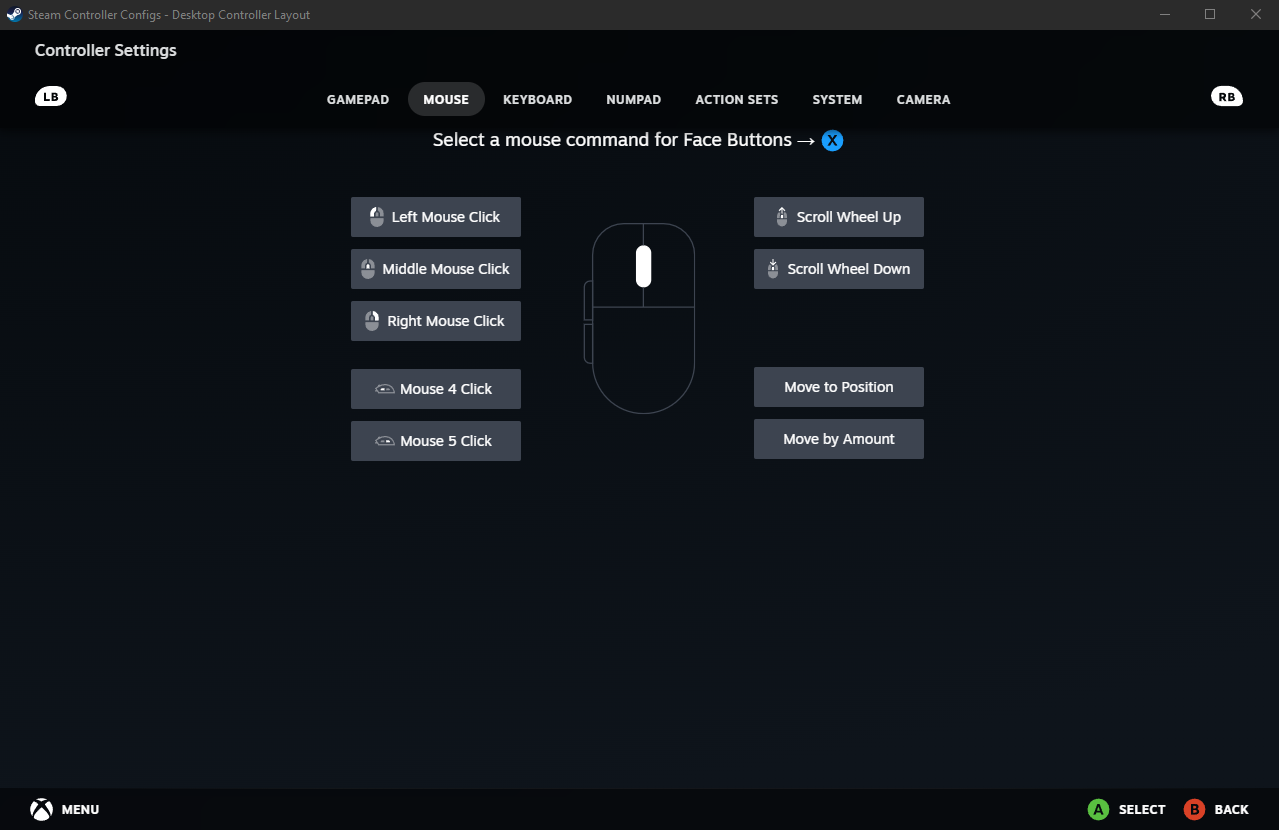 Steam Controller Configs - Desktop Controller Layout
Controller Settings
LB GAMEPAD MOUSE KEYBOARD NUMPAD ACTION SETS SYSTEM CAMERA RB
Select a mouse command for Face Buttons → X
Left Mouse Click
Middle Mouse Click
Right Mouse Click
Mouse 4 Click
Mouse 5 Click
Scroll Wheel Up
Scroll Wheel Down
Move to Position
Move by Amount
MENU A SELECT B BACK